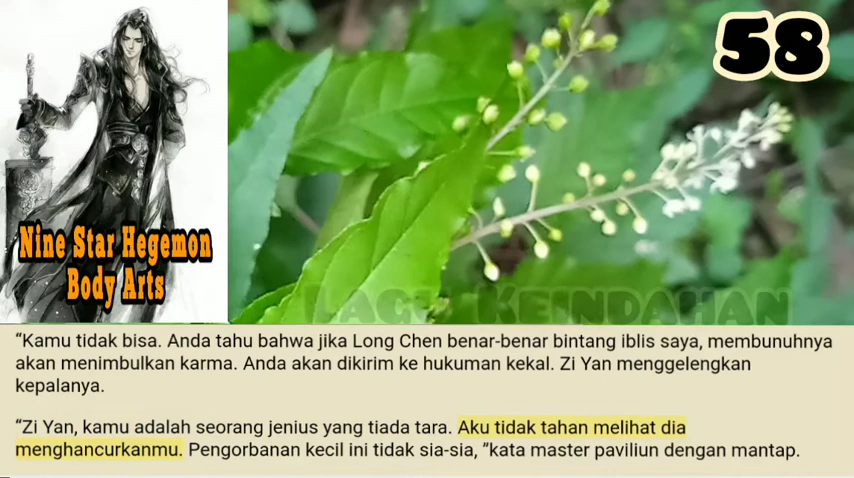 58
Nine Star Hegemon
Body Arts
LAGU KEINDAHAN
“Kamu tidak bisa. Anda tahu bahwa jika Long Chen benar-benar bintang iblis saya, membunuhnya
akan menimbulkan karma. Anda akan dikirim ke hukuman kekal. Zi Yan menggelengkan
kepalanya.
“Zi Yan, kamu adalah seorang jenius yang tiada tara. Aku tidak tahan melihat dia
menghancurkanmu. Pengorbanan kecil ini tidak sia-sia, ”kata master paviliun dengan mantap.